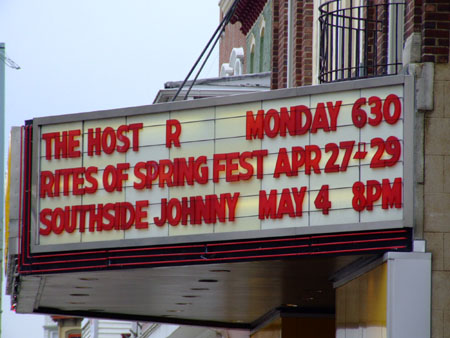 THE HOST R MONDAY 630
RITES OF SPRING FEST APR 27-29
SOUTHSIDE JOHNNY MAY 4 8PM